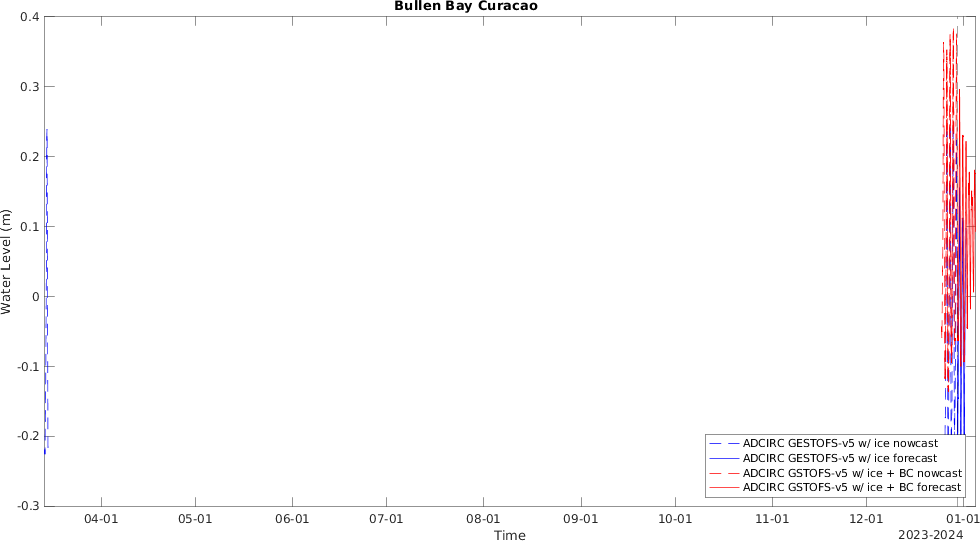 Bullen Bay Curacao
0.4
0.3
0.2
0.1
0
-0.1
-0.2
-0.3
Water Level (m)
ADCIRC GESTOFS-v5 w/ ice nowcast
ADCIRC GESTOFS-v5 w/ ice forecast
ADCIRC GSTOFS-v5 w/ ice + BC nowcast
ADCIRC GSTOFS-v5 w/ ice + BC forecast
04-01 05-01 06-01 07-01 08-01 09-01 10-01 11-01 12-01 01-01
Time
2023-2024